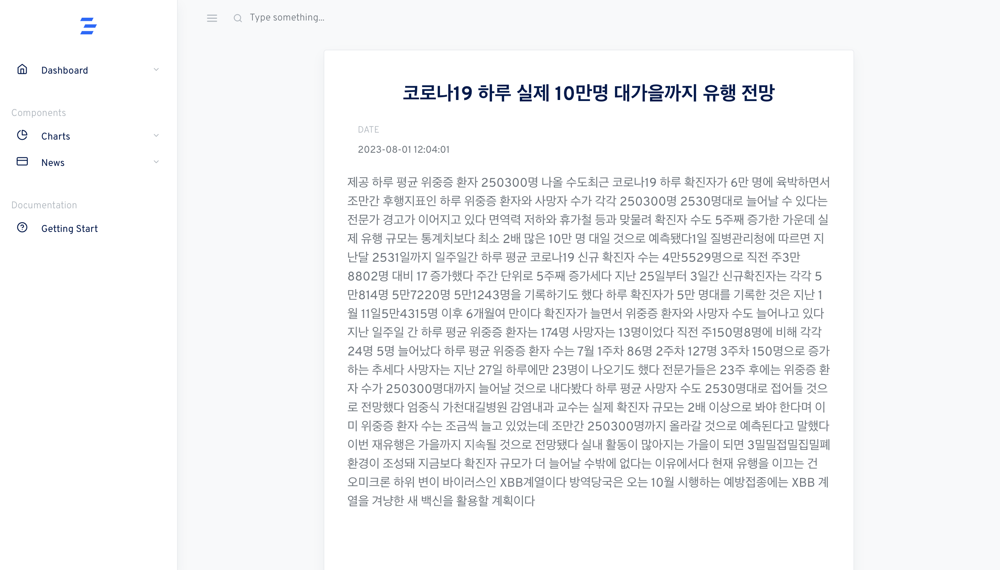 Type something...
Dashboard
Components
Charts
News
Documentation
Getting Start
코로나19 하루 실제 10만명 대가을까지 유행 전망
DATE
2023-08-01 12:04:01
제공 하루 평균 위중증 환자 250300명 나올 수도최근 코로나19 하루 확진자가 6만 명에 육박하면서
조만간 후행지표인 하루 위중증 환자와 사망자 수가 각각 250300명 2530명대로 늘어날 수 있다는
전문가 경고가 이어지고 있다 면역력 저하와 휴가철 등과 맞물려 확진자 수도 5주째 증가한 가운데 실
제 유행 규모는 통계치보다 최소 2배 많은 10만 명 대일 것으로 예측됐다1일 질병관리청에 따르면 지
난달 2531일까지 일주일간 하루 평균 코로나19 신규 확진자 수는 4만5529명으로 직전 주3만
8802명 대비 17 증가했다 주간 단위로 5주째 증가세다 지난 25일부터 3일간 신규확진자는 각각 5
만814명 5만7220명 5만1243명을 기록하기도 했다 하루 확진자가 5만 명대를 기록한 것은 지난 1
월 11일5만4315명 이후 6개월여 만이다 확진자가 늘면서 위중증 환자와 사망자 수도 늘어나고 있다
지난 일주일 간 하루 평균 위중증 환자는 174명 사망자는 13명이었다 직전 주150명8명에 비해 각각
24명 5명 늘어났다 하루 평균 위중증 환자 수는 7월 1주차 86명 2주차 127명 3주차 150명으로 증가
하는 추세다 사망자는 지난 27일 하루에만 23명이 나오기도 했다 전문가들은 23주 후에는 위중증 환
자 수가 250300명대까지 늘어날 것으로 내다봤다 하루 평균 사망자 수도 2530명대로 접어들 것으
로 전망했다 엄중식 가천대길병원 감염내과 교수는 실제 확진자 규모는 2배 이상으로 봐야 한다며 이
미 위중증 환자 수는 조금씩 늘고 있었는데 조만간 250300명까지 올라갈 것으로 예측된다고 말했다
이번 재유행은 가을까지 지속될 것으로 전망됐다 실내 활동이 많아지는 가을이 되면 3밀밀접밀집밀폐
환경이 조성돼 지금보다 확진자 규모가 더 늘어날 수밖에 없다는 이유에서다 현재 유행을 이끄는 건
오미크론 하위 변이 바이러스인 XBB계열이다 방역당국은 오는 10월 시행하는 예방접종에는 XBB 계
열을 겨냥한 새 백신을 활용할 계획이다